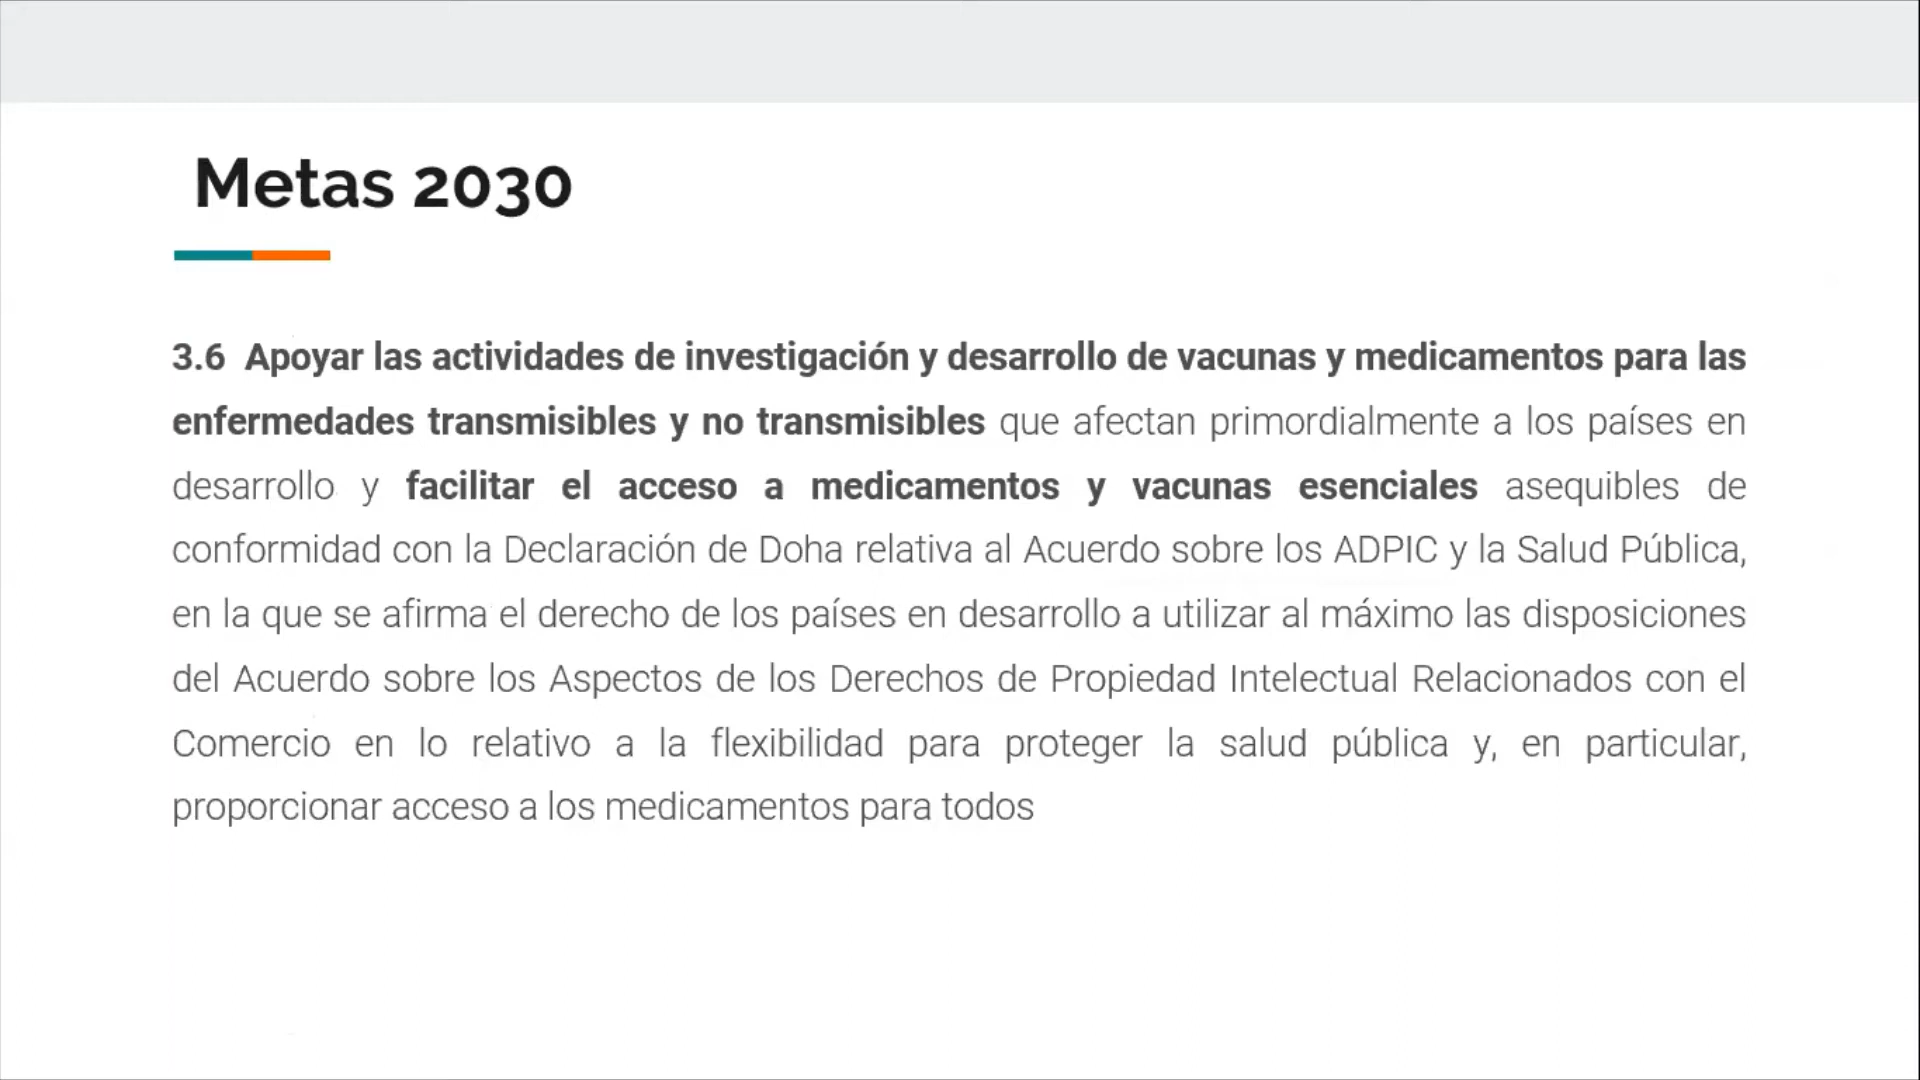 Metas 2030
3.6 Apoyar las actividades de investigación y desarrollo de vacunas y medicamentos para las
enfermedades transmisibles y no transmisibles que afectan primordialmente a los países en
desarrollo y facilitar el acceso a medicamentos y vacunas esenciales asequibles de
conformidad con la Declaración de Doha relativa al Acuerdo sobre los ADPIC y la Salud Pública,
en la que se afirma el derecho de los países en desarrollo a utilizar al máximo las disposiciones
del Acuerdo sobre los Aspectos de los Derechos de Propiedad Intelectual Relacionados con el
Comercio en lo relativo a la flexibilidad para proteger la salud pública y, en particular,
proporcionar acceso a los medicamentos para todos